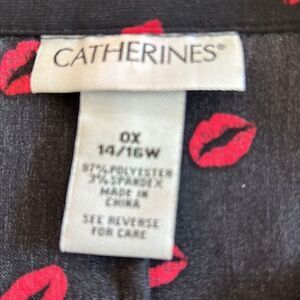 CATHERINES®
0X
14/16W
97% POLYESTER
3% SPANDEX
MADE IN
CHINA
SEE REVERSE
FOR CARE